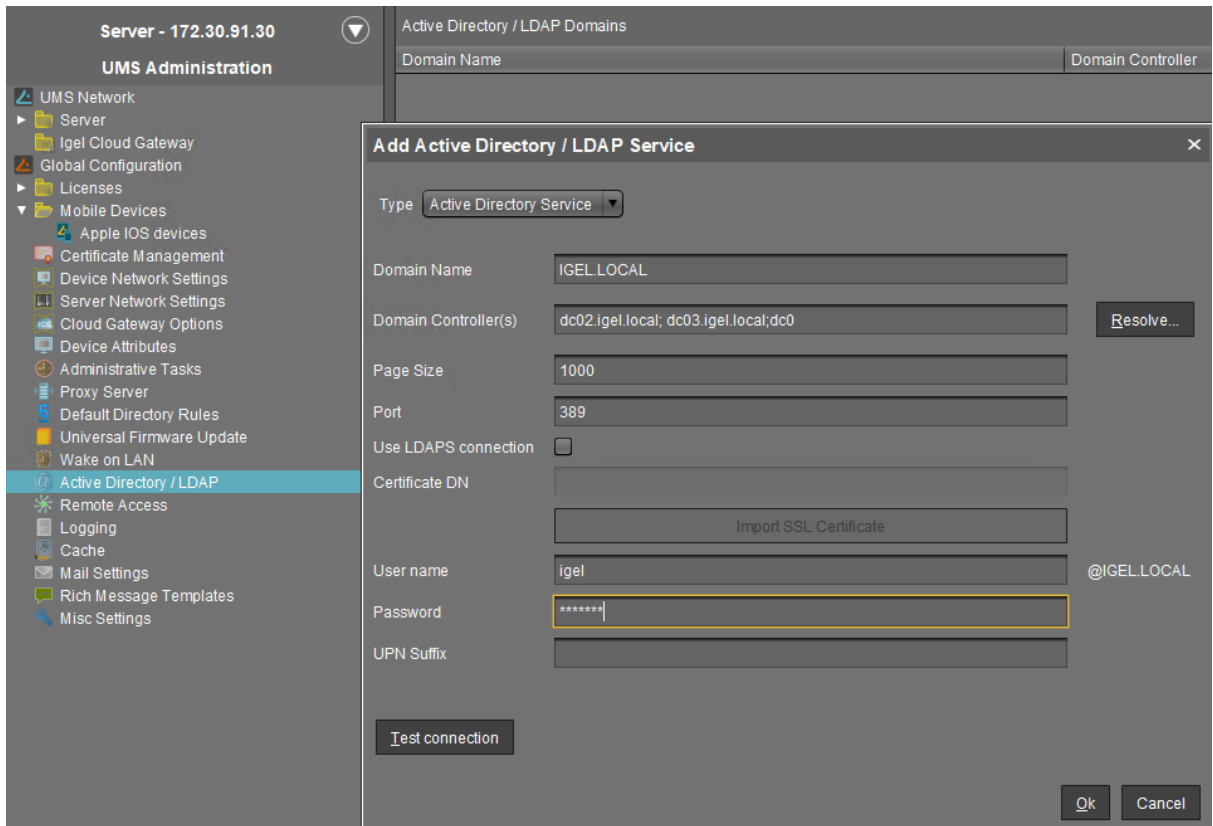 Server - 172.30.91.30
UMS Administration
UMS Network
Server
Igel Cloud Gateway
Global Configuration
Licenses
Mobile Devices
Apple IOS devices
Certificate Management
Device Network Settings
Server Network Settings
Cloud Gateway Options
Device Attributes
Administrative Tasks
Proxy Server
Default Directory Rules
Universal Firmware Update
Wake on LAN
Active Directory / LDAP
Remote Access
Logging
Cache
Mail Settings
Rich Message Templates
Misc Settings
Active Directory / LDAP Domains
Domain Name Domain Controller
Add Active Directory / LDAP Service
Type Active Directory Service
Domain Name IGEL.LOCAL
Domain Controller(s) dc02.igel.local; dc03.igel.local;dc0 Resolve...
Page Size 1000
Port 389
Use LDAPS connection
Certificate DN
Import SSL Certificate
User name igel @IGEL.LOCAL
Password *******
UPN Suffix
Test connection
Ok Cancel